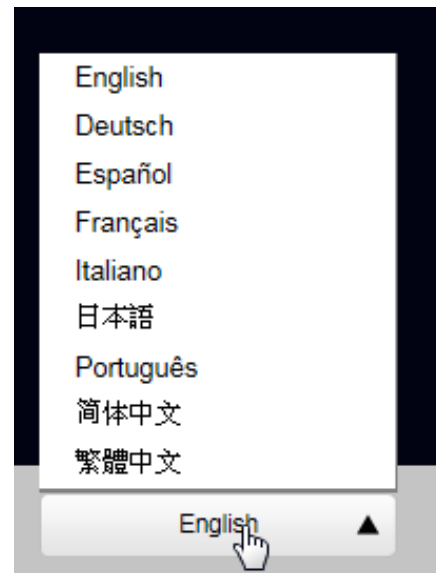 English
Deutsch
Español
Français
Italiano
日本語
Português
简体中文
繁體中文
English